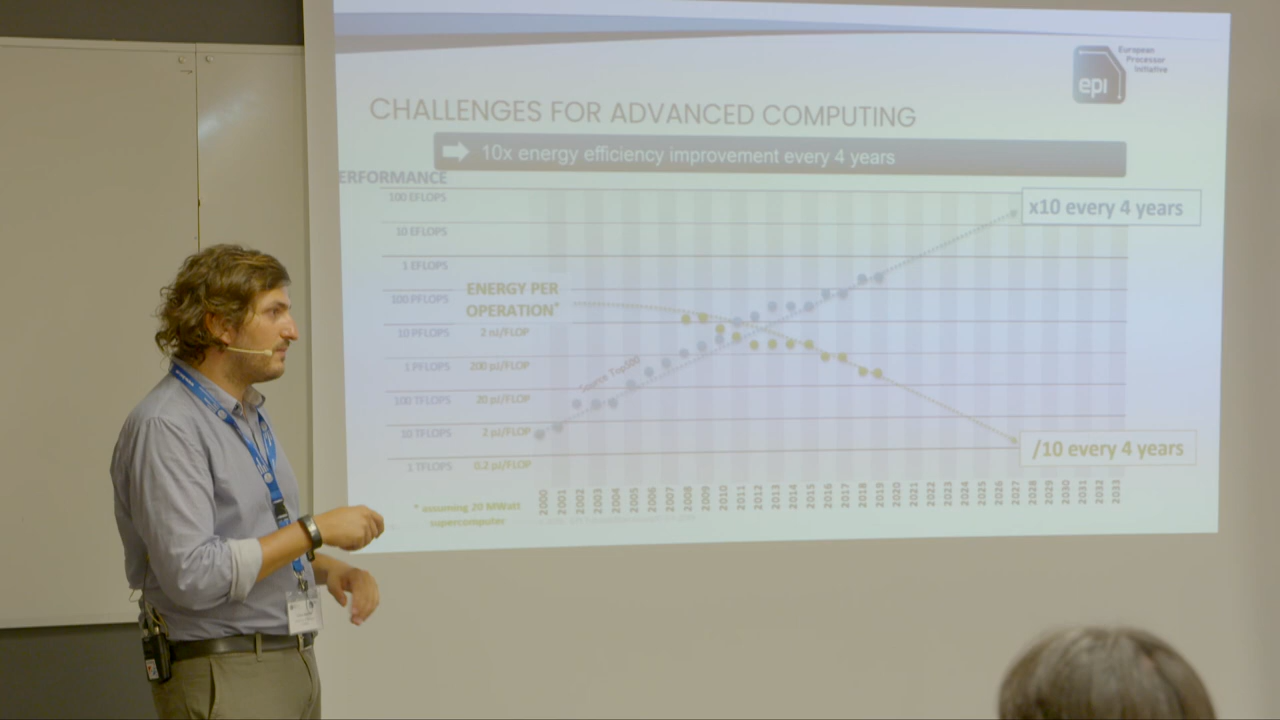 European
Processor
Initiative
epi
CHALLENGES FOR ADVANCED COMPUTING
10x energy efficiency improvement every 4 years
ERFORMANCE
100 EFLOPS
x10 every 4 years
10 EFLOPS
1 EFLOPS
100 PFLOPS
ENERGY PER
OPERATION*
10 PFLOPS 2 nJ/FLOP
1 PFLOPS 200 pJ/FLOP
Source Top500
100 TFLOPS 20 pJ/FLOP
10 TFLOPS 2 pJ/FLOP
/10 every 4 years
1 TFLOPS 0.2 pJ/FLOP
2000 2001 2002 2003 2004 2005 2006 2007 2008 2009 2010 2011 2012 2013 2014 2015 2016 2017 2018 2019 2020 2021 2022 2023 2024 2025 2026 2027 2028 2029 2030 2031 2032 2033
* assuming 20 MWatt
supercomputer